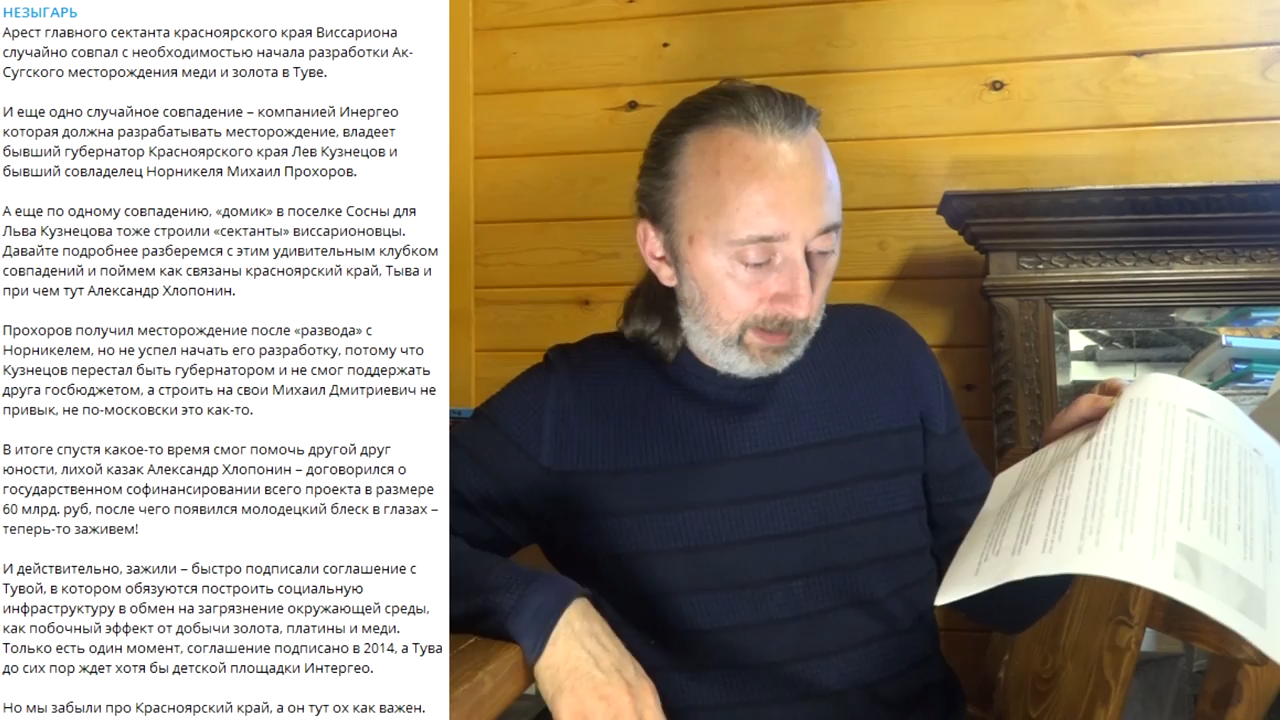 НЕЗЫГАРЬ
Арест главного сектанта красноярского края Виссариона
случайно совпал с необходимостью начала разработки Ак-
Сугского месторождения меди и золота в Туве.
И еще одно случайное совпадение – компанией Инергео
которая должна разрабатывать месторождение, владеет
бывший губернатор Красноярского края Лев Кузнецов и
бывший совладелец Норникеля Михаил Прохоров.
А еще по одному совпадению, «домик» в поселке Сосны для
Льва Кузнецова тоже строили «сектанты» виссарионовцы.
Давайте подробнее разберемся с этим удивительным клубком
совпадений и поймем как связаны красноярский край, Тыва и
при чем тут Александр Хлопонин.
Прохоров получил месторождение после «развода» с
Норникелем, но не успел начать его разработку, потому что
Кузнецов перестал быть губернатором и не смог поддержать
друга госбюджетом, а строить на свои Михаил Дмитриевич не
привык, не по-московски это как-то.
В итоге спустя какое-то время смог помочь другой друг
юности, лихой казак Александр Хлопонин – договорился о
государственном софинансировании всего проекта в размере
60 млрд. руб, после чего появился молодецкий блеск в глазах –
теперь-то заживем!
И действительно, зажили – быстро подписали соглашение с
Тувой, в котором обязуются построить социальную
инфраструктуру в обмен на загрязнение окружающей среды,
как побочный эффект от добычи золота, платины и меди.
Только есть один момент, соглашение подписано в 2014, а Тува
до сих пор ждет хотя бы детской площадки Интергео.
Но мы забыли про Красноярский край, а он тут ох как важен.